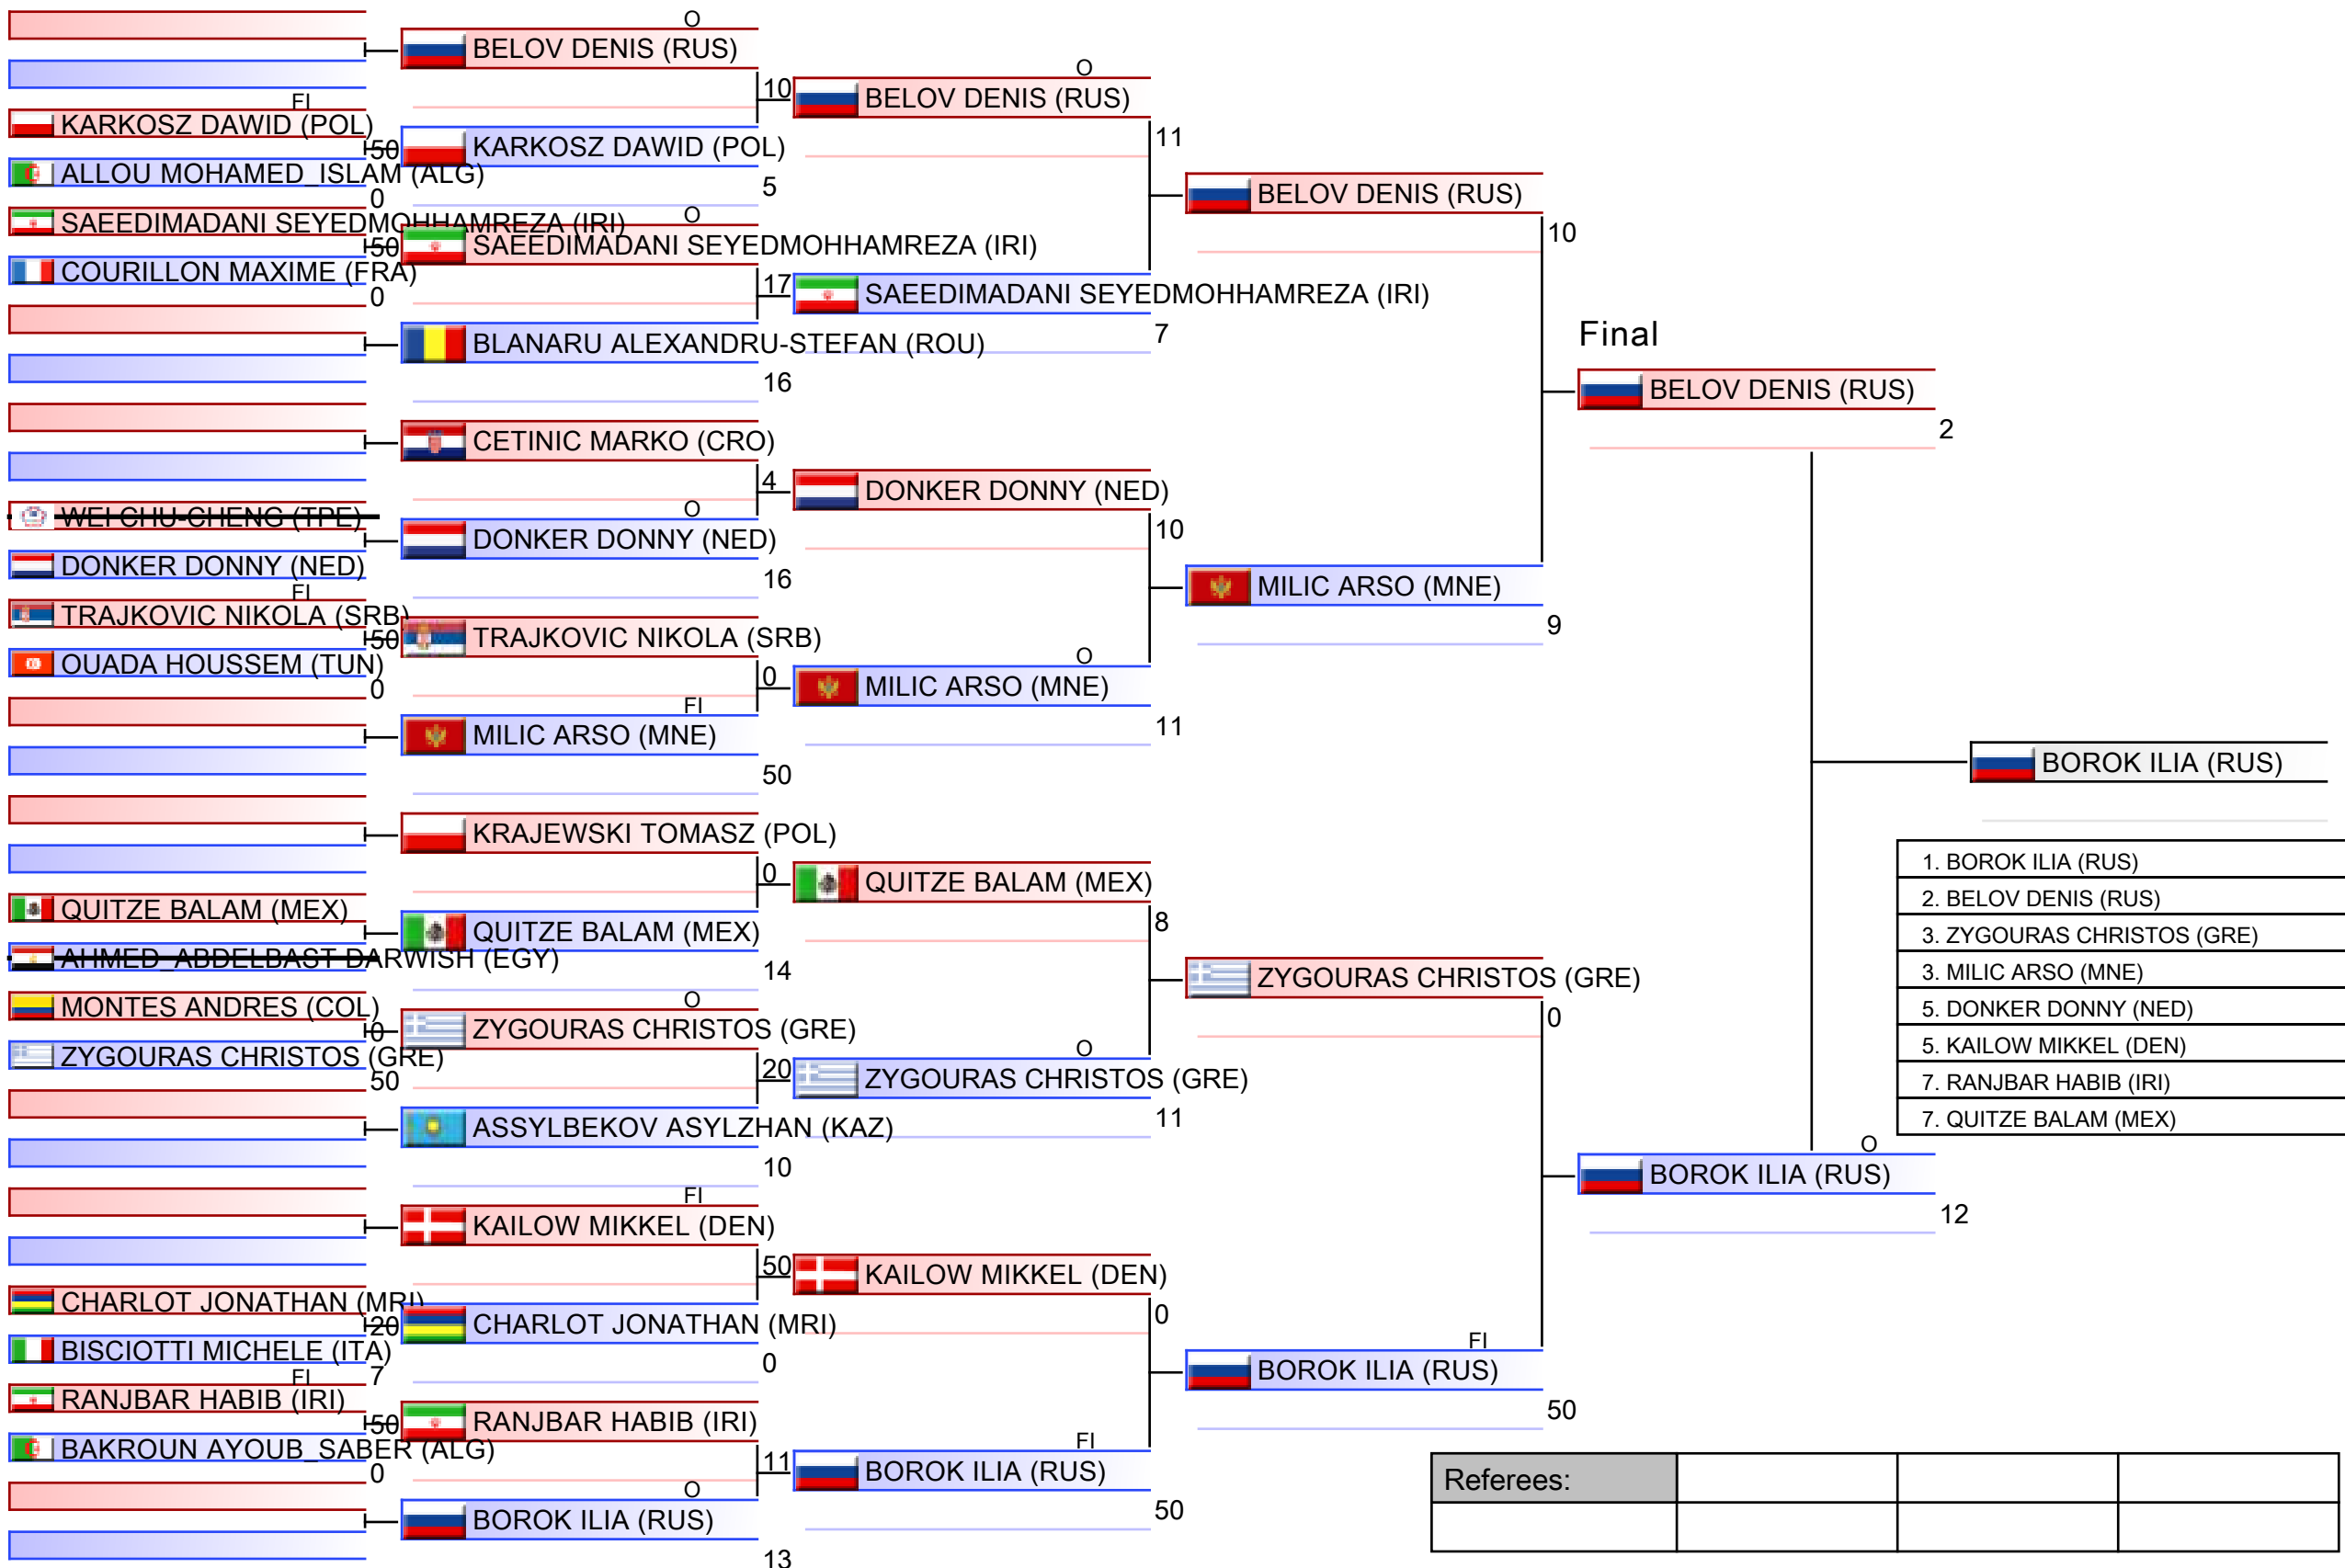 O
BELOV DENIS (RUS)
10
FI
KARKOSZ DAWID (POL)
50
ALLOU MOHAMED_ISLAM (ALG)
0
KARKOSZ DAWID (POL)
5
SAEEDIMADANI SEYEDMOHHAMREZA (IRI)
50
COURILLON MAXIME (FRA)
0
O
SAEEDIMADANI SEYEDMOHHAMREZA (IRI)
17
BLANARU ALEXANDRU-STEFAN (ROU)
16
CETINIC MARKO (CRO)
4
WEI CHU-CHENG (TPE)
DONKER DONNY (NED)
O
DONKER DONNY (NED)
16
FI
TRAJKOVIC NIKOLA (SRB)
50
OUADA HOUSSEM (TUN)
0
TRAJKOVIC NIKOLA (SRB)
0
FI
MILIC ARSO (MNE)
50
KRAJEWSKI TOMASZ (POL)
0
QUITZE BALAM (MEX)
AHMED_ABDELBAST DARWISH (EGY)
QUITZE BALAM (MEX)
14
MONTES ANDRES (COL)
0
ZYGOURAS CHRISTOS (GRE)
50
O
ZYGOURAS CHRISTOS (GRE)
20
ASSYLBEKOV ASYLZHAN (KAZ)
10
FI
KAILOW MIKKEL (DEN)
50
CHARLOT JONATHAN (MRI)
20
BISCIOTTI MICHELE (ITA)
7
CHARLOT JONATHAN (MRI)
0
FI
RANJBAR HABIB (IRI)
50
BAKROUN AYOUB_SABER (ALG)
0
RANJBAR HABIB (IRI)
11
O
BOROK ILIA (RUS)
13
O
BELOV DENIS (RUS)
11
SAEEDIMADANI SEYEDMOHHAMREZA (IRI)
7
DONKER DONNY (NED)
10
O
MILIC ARSO (MNE)
11
QUITZE BALAM (MEX)
8
O
ZYGOURAS CHRISTOS (GRE)
11
KAILOW MIKKEL (DEN)
0
FI
BOROK ILIA (RUS)
50
BELOV DENIS (RUS)
10
MILIC ARSO (MNE)
9
ZYGOURAS CHRISTOS (GRE)
0
FI
BOROK ILIA (RUS)
50
Final
BELOV DENIS (RUS)
2
O
BOROK ILIA (RUS)
12
BOROK ILIA (RUS)
1. BOROK ILIA (RUS)
2. BELOV DENIS (RUS)
3. ZYGOURAS CHRISTOS (GRE)
3. MILIC ARSO (MNE)
5. DONKER DONNY (NED)
5. KAILOW MIKKEL (DEN)
7. RANJBAR HABIB (IRI)
7. QUITZE BALAM (MEX)
Referees: